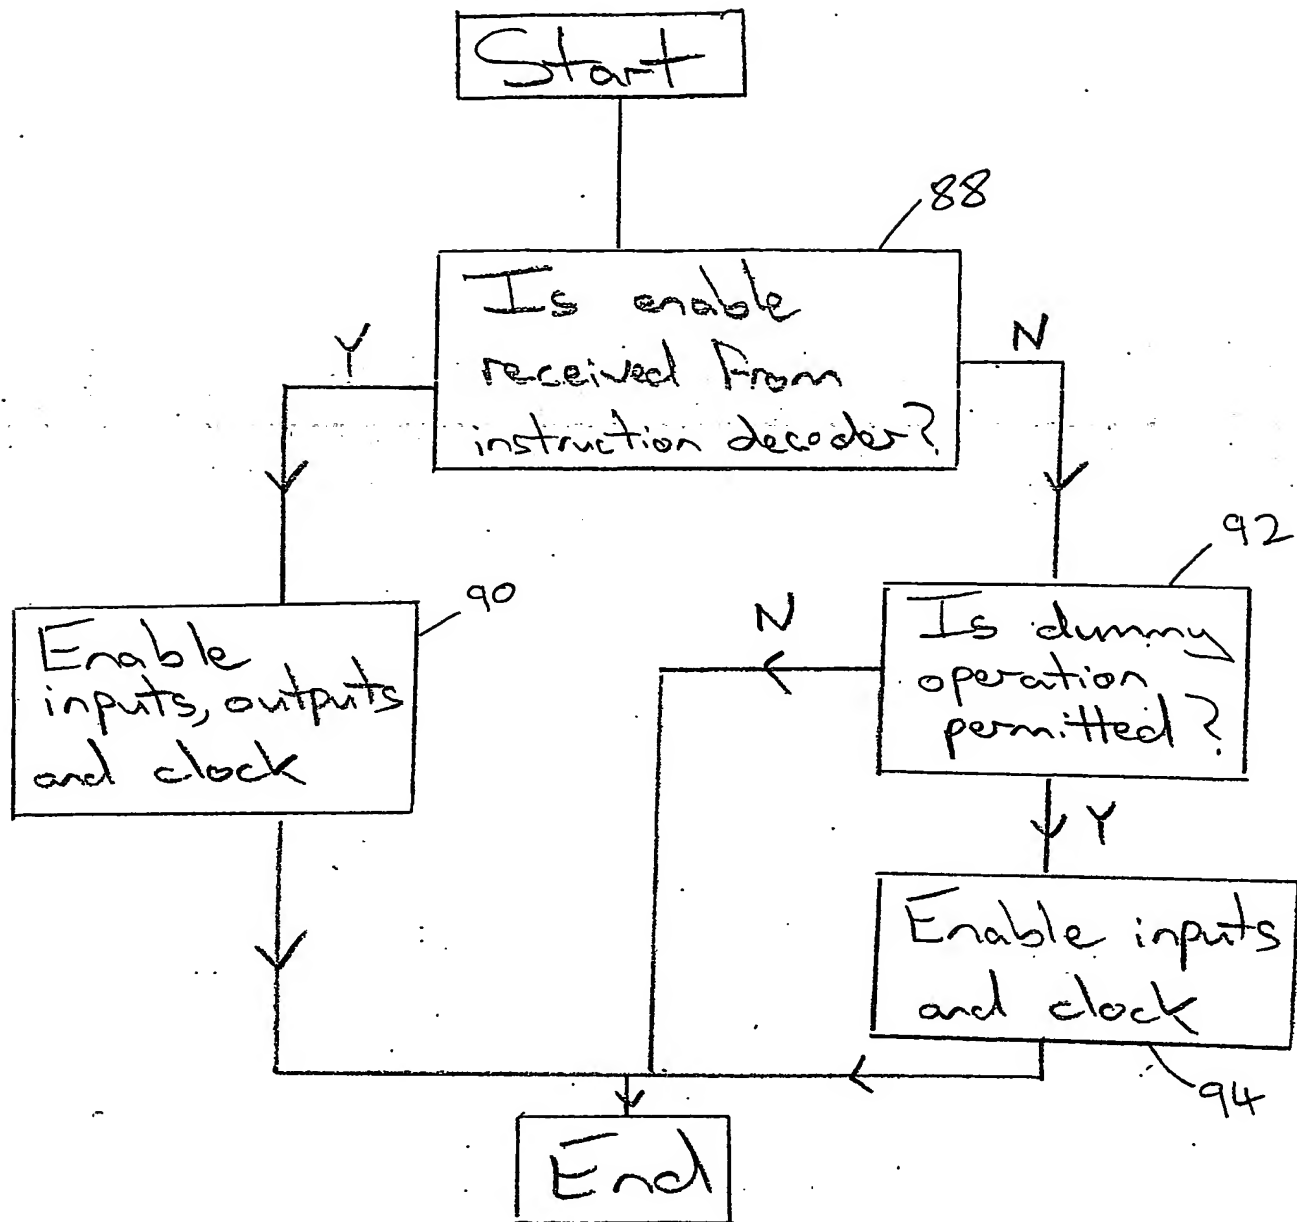 Start
88
Is enable
received From
instruction decoder?
Y
N
90
Enable
inputs, outputs
and clock
92
Is dummy
operation
permitted?
N
Y
Enable inputs
and clock
94
End